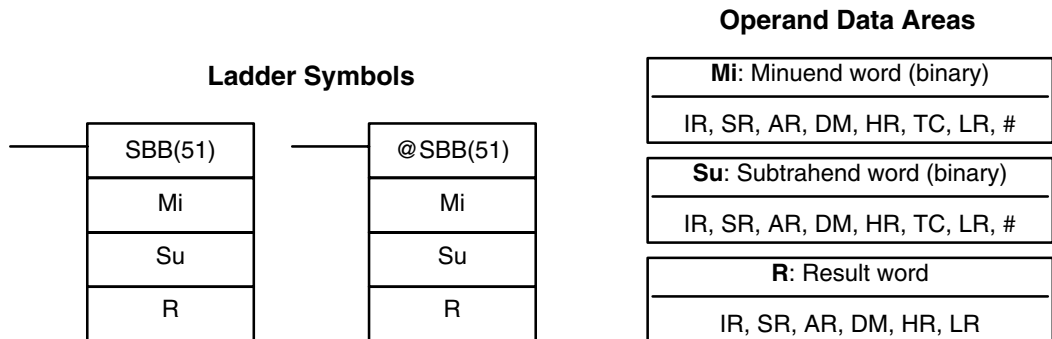 Ladder Symbols
SBB(51)
Mi
Su
R
@SBB(51)
Mi
Su
R
Operand Data Areas
Mi: Minuend word (binary)
IR, SR, AR, DM, HR, TC, LR, #
Su: Subtrahend word (binary)
IR, SR, AR, DM, HR, TC, LR, #
R: Result word
IR, SR, AR, DM, HR, LR